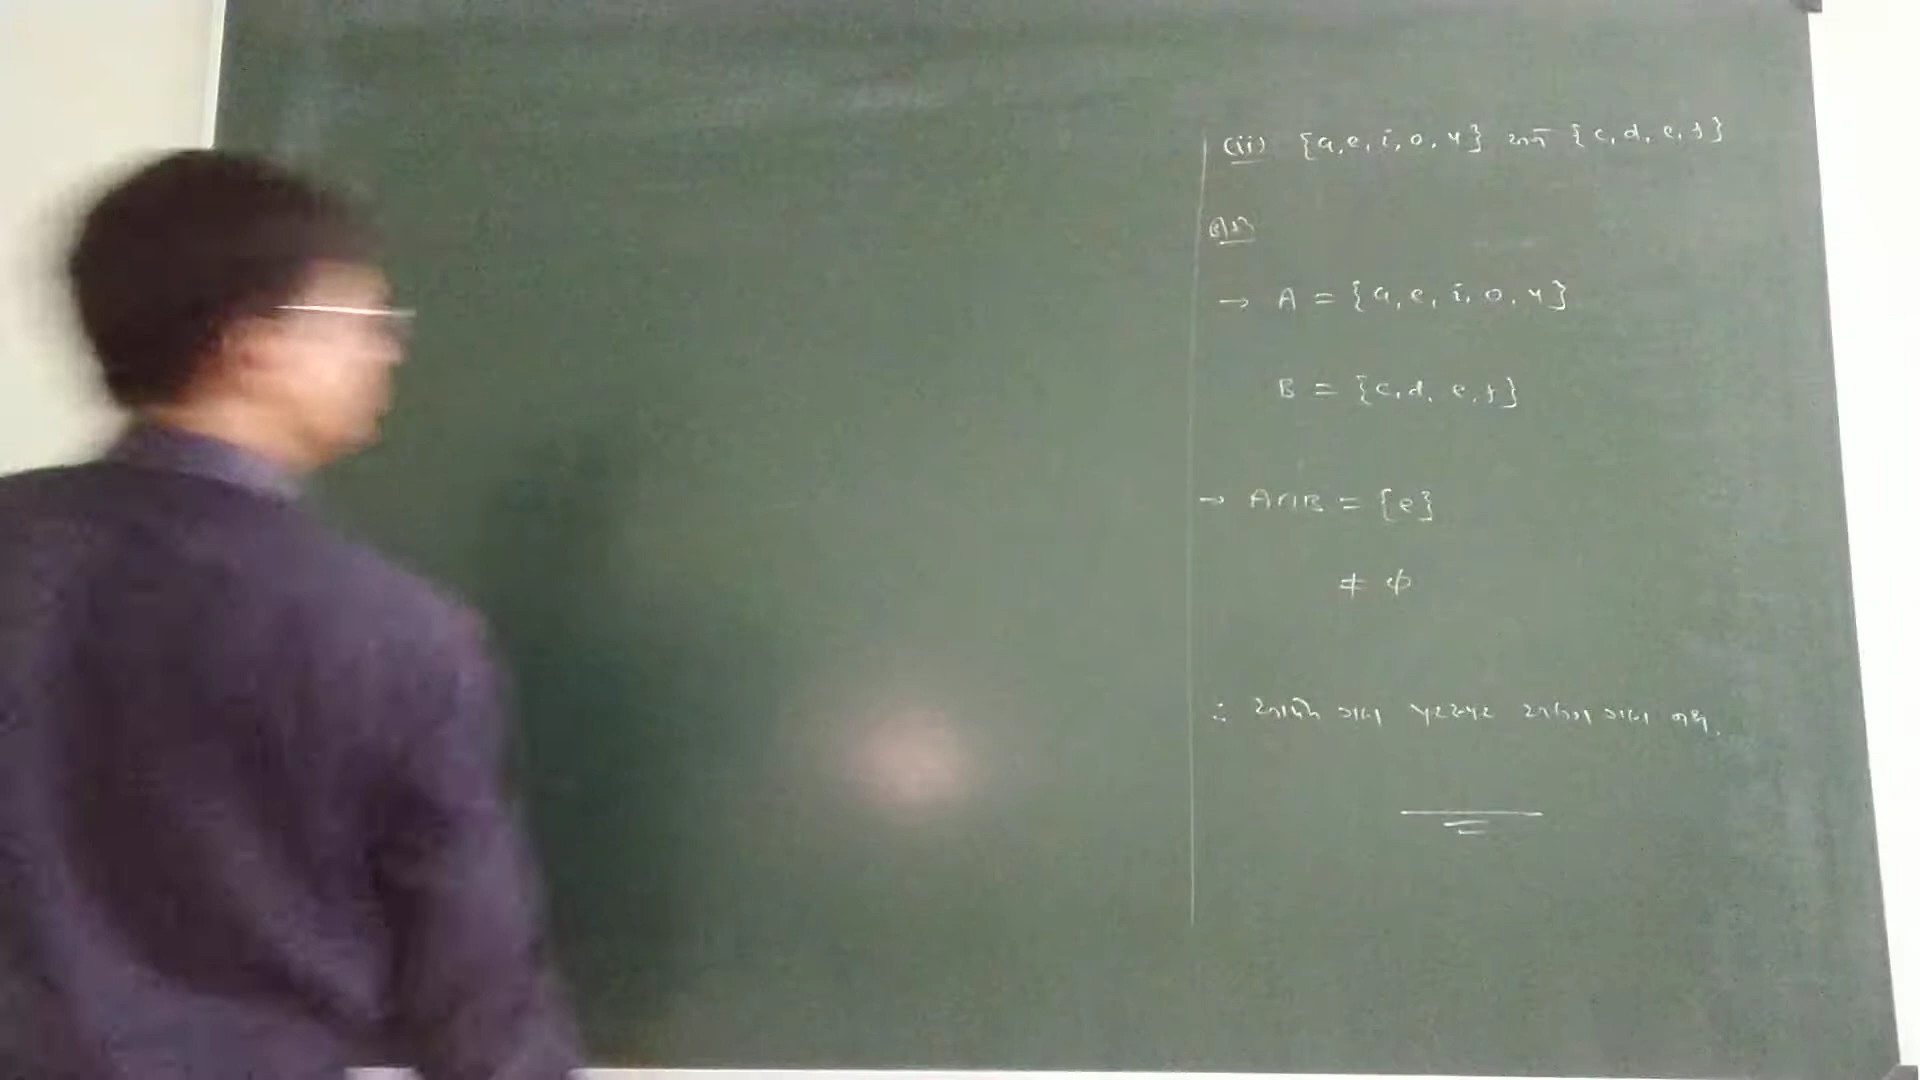 (ii) {a, e, i, o, u} અને {c, d, e, f}
ઉકેલ
→ A = {a, e, i, o, u}
B = {c, d, e, f}
→ A∩B = {e}
≠ φ
∴ આપેલ ગણ પરસ્પર અલગ ગણ નથી.